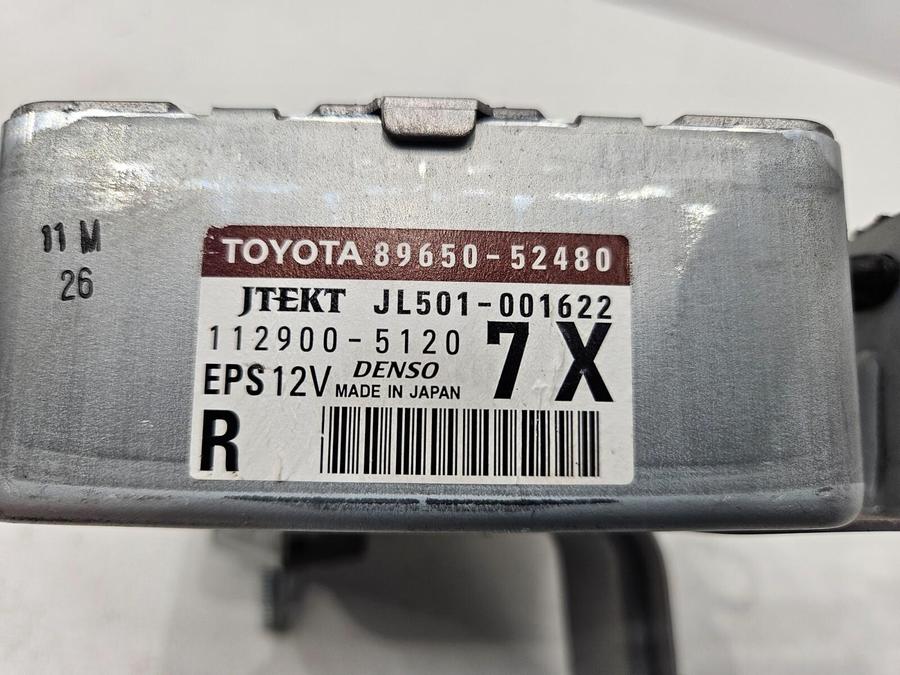 11 M
26
TOYOTA 89650-52480
JTEKT JL501-001622
112900-5120 7X
EPS 12V DENSO MADE IN JAPAN
R